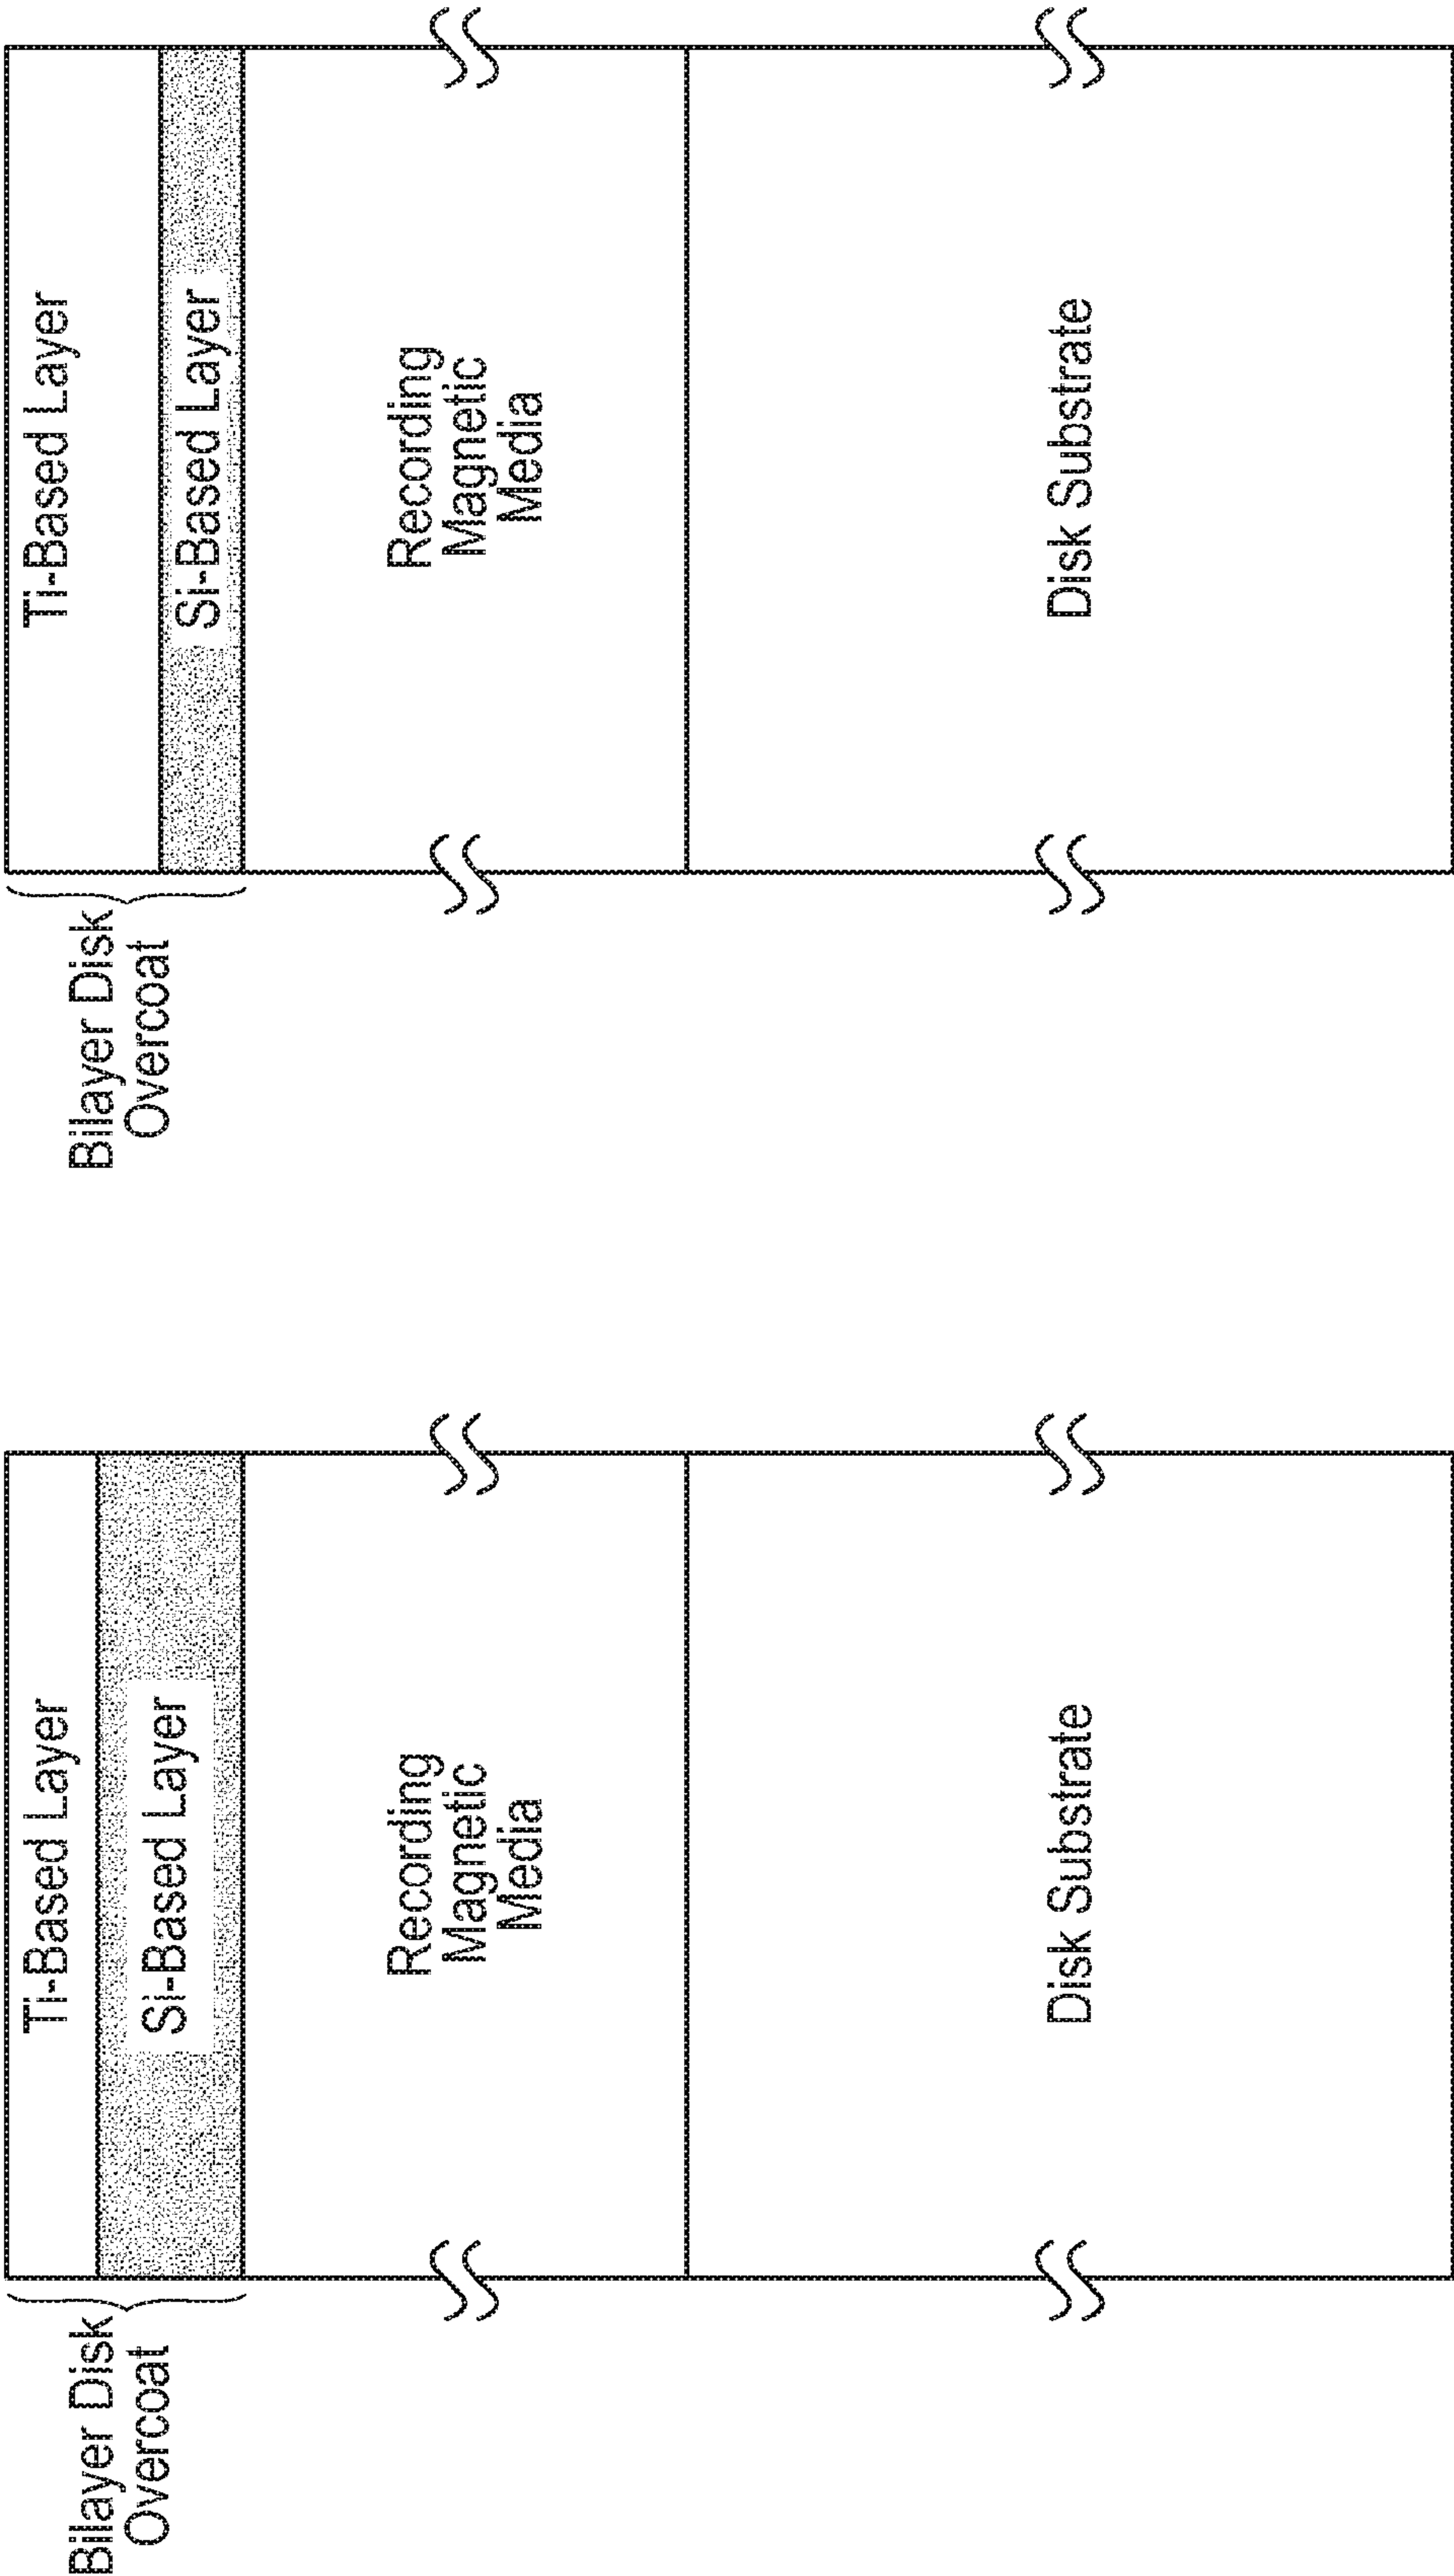 Bilayer Disk
Overcoat
Ti-Based Layer
Si-Based Layer
Recording
Magnetic
Media
Disk Substrate
Bilayer Disk
Overcoat
Ti-Based Layer
Si-Based Layer
Recording
Magnetic
Media
Disk Substrate